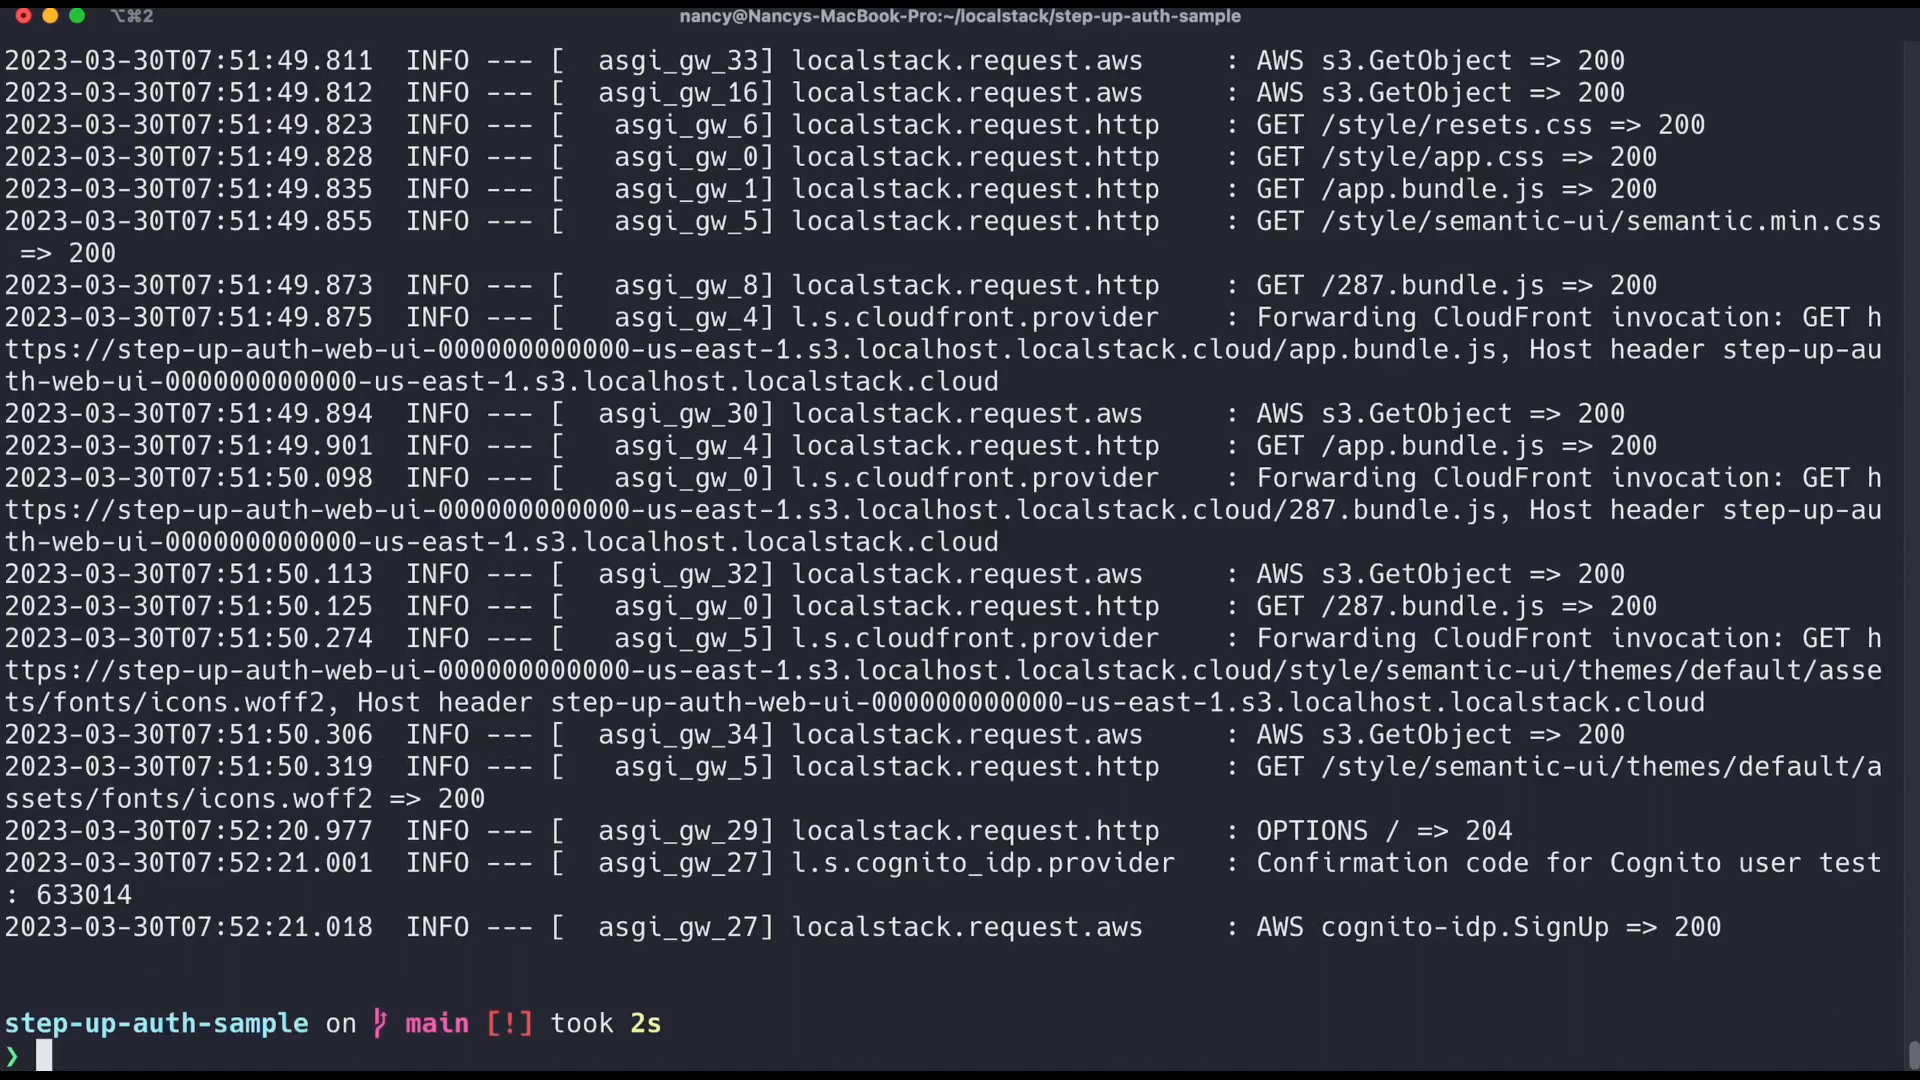 ⌥⌘2
nancy@Nancys-MacBook-Pro:~/localstack/step-up-auth-sample
2023-03-30T07:51:49.811  INFO --- [  asgi_gw_33] localstack.request.aws     : AWS s3.GetObject => 200
2023-03-30T07:51:49.812  INFO --- [  asgi_gw_16] localstack.request.aws     : AWS s3.GetObject => 200
2023-03-30T07:51:49.823  INFO --- [   asgi_gw_6] localstack.request.http    : GET /style/resets.css => 200
2023-03-30T07:51:49.828  INFO --- [   asgi_gw_0] localstack.request.http    : GET /style/app.css => 200
2023-03-30T07:51:49.835  INFO --- [   asgi_gw_1] localstack.request.http    : GET /app.bundle.js => 200
2023-03-30T07:51:49.855  INFO --- [   asgi_gw_5] localstack.request.http    : GET /style/semantic-ui/semantic.min.css
 => 200
2023-03-30T07:51:49.873  INFO --- [   asgi_gw_8] localstack.request.http    : GET /287.bundle.js => 200
2023-03-30T07:51:49.875  INFO --- [   asgi_gw_4] l.s.cloudfront.provider    : Forwarding CloudFront invocation: GET h
ttps://step-up-auth-web-ui-000000000000-us-east-1.s3.localhost.localstack.cloud/app.bundle.js, Host header step-up-au
th-web-ui-000000000000-us-east-1.s3.localhost.localstack.cloud
2023-03-30T07:51:49.894  INFO --- [  asgi_gw_30] localstack.request.aws     : AWS s3.GetObject => 200
2023-03-30T07:51:49.901  INFO --- [   asgi_gw_4] localstack.request.http    : GET /app.bundle.js => 200
2023-03-30T07:51:50.098  INFO --- [   asgi_gw_0] l.s.cloudfront.provider    : Forwarding CloudFront invocation: GET h
ttps://step-up-auth-web-ui-000000000000-us-east-1.s3.localhost.localstack.cloud/287.bundle.js, Host header step-up-au
th-web-ui-000000000000-us-east-1.s3.localhost.localstack.cloud
2023-03-30T07:51:50.113  INFO --- [  asgi_gw_32] localstack.request.aws     : AWS s3.GetObject => 200
2023-03-30T07:51:50.125  INFO --- [   asgi_gw_0] localstack.request.http    : GET /287.bundle.js => 200
2023-03-30T07:51:50.274  INFO --- [   asgi_gw_5] l.s.cloudfront.provider    : Forwarding CloudFront invocation: GET h
ttps://step-up-auth-web-ui-000000000000-us-east-1.s3.localhost.localstack.cloud/style/semantic-ui/themes/default/asse
ts/fonts/icons.woff2, Host header step-up-auth-web-ui-000000000000-us-east-1.s3.localhost.localstack.cloud
2023-03-30T07:51:50.306  INFO --- [  asgi_gw_34] localstack.request.aws     : AWS s3.GetObject => 200
2023-03-30T07:51:50.319  INFO --- [   asgi_gw_5] localstack.request.http    : GET /style/semantic-ui/themes/default/a
ssets/fonts/icons.woff2 => 200
2023-03-30T07:52:20.977  INFO --- [  asgi_gw_29] localstack.request.http    : OPTIONS / => 204
2023-03-30T07:52:21.001  INFO --- [  asgi_gw_27] l.s.cognito_idp.provider   : Confirmation code for Cognito user test
: 633014
2023-03-30T07:52:21.018  INFO --- [  asgi_gw_27] localstack.request.aws     : AWS cognito-idp.SignUp => 200
step-up-auth-sample on main [!] took 2s
❯